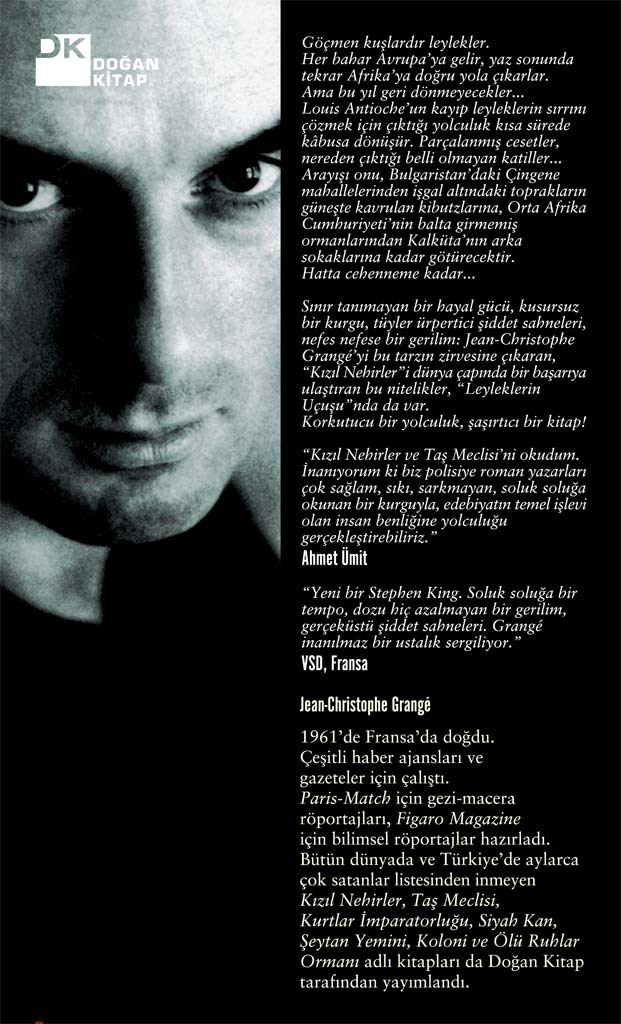 DK
DOĞAN
KİTAP
Göçmen kuşlardır leylekler.
Her bahar Avrupa'ya gelir, yaz sonunda
tekrar Afrika'ya doğru yola çıkarlar.
Ama bu yıl geri dönmeyecekler...
Louis Antioche'un kayıp leyleklerin sırrını
çözmek için çıktığı yolculuk kısa sürede
kâbusa dönüşür. Parçalanmış cesetler,
nereden çıktığı belli olmayan katiller...
Arayışı onu, Bulgaristan'daki Çingene
mahallelerinden işgal altındaki toprakların
güneşte kavrulan kibutzlarına, Orta Afrika
Cumhuriyeti'nin balta girmemiş
ormanlarından Kalküta'nın arka
sokaklarına kadar götürecektir.
Hatta cehenneme kadar...
Sınır tanımayan bir hayal gücü, kusursuz
bir kurgu, tüyler ürpertici şiddet sahneleri,
nefes nefese bir gerilim: Jean-Christophe
Grangé'yi bu tarzın zirvesine çıkaran,
"Kızıl Nehirler"i dünya çapında bir başarıya
ulaştıran bu nitelikler, "Leyleklerin
Uçuşu"nda da var.
Korkutucu bir yolculuk, şaşırtıcı bir kitap!
"Kızıl Nehirler ve Taş Meclisi'ni okudum.
İnanıyorum ki biz polisiye roman yazarları
çok sağlam, sıkı, sarkmayan, soluk soluğa
okunan bir kurguyla, edebiyatın temel işlevi
olan insan benliğine yolculuğu
gerçekleştirebiliriz."
Ahmet Ümit
"Yeni bir Stephen King. Soluk soluğa bir
tempo, dozu hiç azalmayan bir gerilim,
gerçeküstü şiddet sahneleri. Grangé
inanılmaz bir ustalık sergiliyor."
VSD, Fransa
Jean-Christophe Grangé
1961'de Fransa'da doğdu.
Çeşitli haber ajansları ve
gazeteler için çalıştı.
Paris-Match için gezi-macera
röportajları, Figaro Magazine
için bilimsel röportajlar hazırladı.
Bütün dünyada ve Türkiye'de aylarca
çok satanlar listesinden inmeyen
Kızıl Nehirler, Taş Meclisi,
Kurtlar İmparatorluğu, Siyah Kan,
Şeytan Yemini, Koloni ve Ölü Ruhlar
Ormanı adlı kitapları da Doğan Kitap
tarafından yayımlandı.